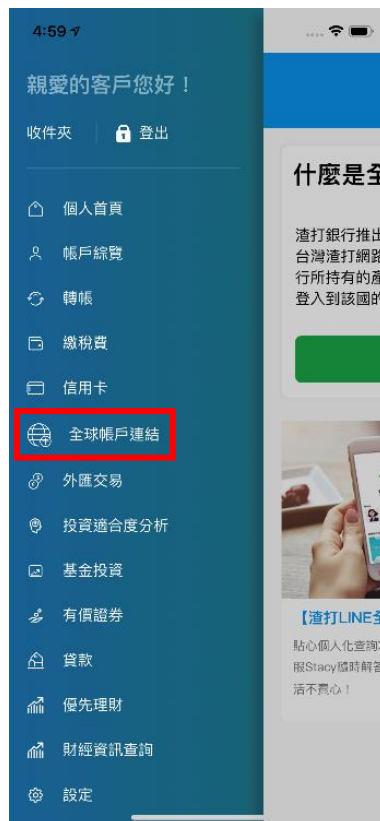 4:59
親愛的客戶您好！
收件夾
登出
個人首頁
帳戶綜覽
轉帳
繳稅費
信用卡
全球帳戶連結
外匯交易
投資適合度分析
基金投資
有價證券
貸款
優先理財
財經資訊查詢
設定
什麼是全
渣打銀行推出
台灣渣打網路
行所持有的產
登入到該國的
【渣打LINE全
貼心個人化查詢
服Stacy隨時解答
活不費心！